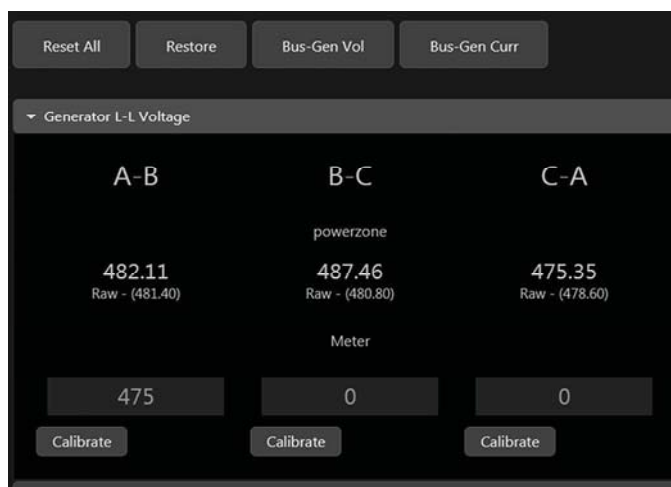 Reset All Restore Bus-Gen Vol Bus-Gen Curr
Generator L-L Voltage
A-B B-C C-A
powerzone
482.11 487.46 475.35
Raw - (481.40) Raw - (480.80) Raw - (478.60)
Meter
475 0 0
Calibrate Calibrate Calibrate